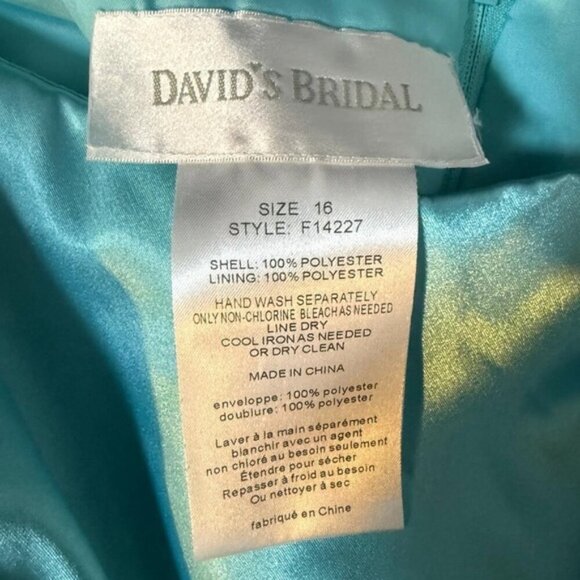 DAVID'S BRIDAL
SIZE 16
STYLE: F14227
SHELL: 100% POLYESTER
LINING: 100% POLYESTER
HAND WASH SEPARATELY
ONLY NON-CHLORINE BLEACH AS NEEDED
LINE DRY
COOL IRON AS NEEDED
OR DRY CLEAN
MADE IN CHINA
enveloppe: 100% polyester
doublure: 100% polyester
Laver à la main séparément
blanchir avec un agent
non chloré au besoin seulement
Étendre pour sécher
Repasser à froid au besoin
Ou nettoyer à sec
fabriqué en Chine